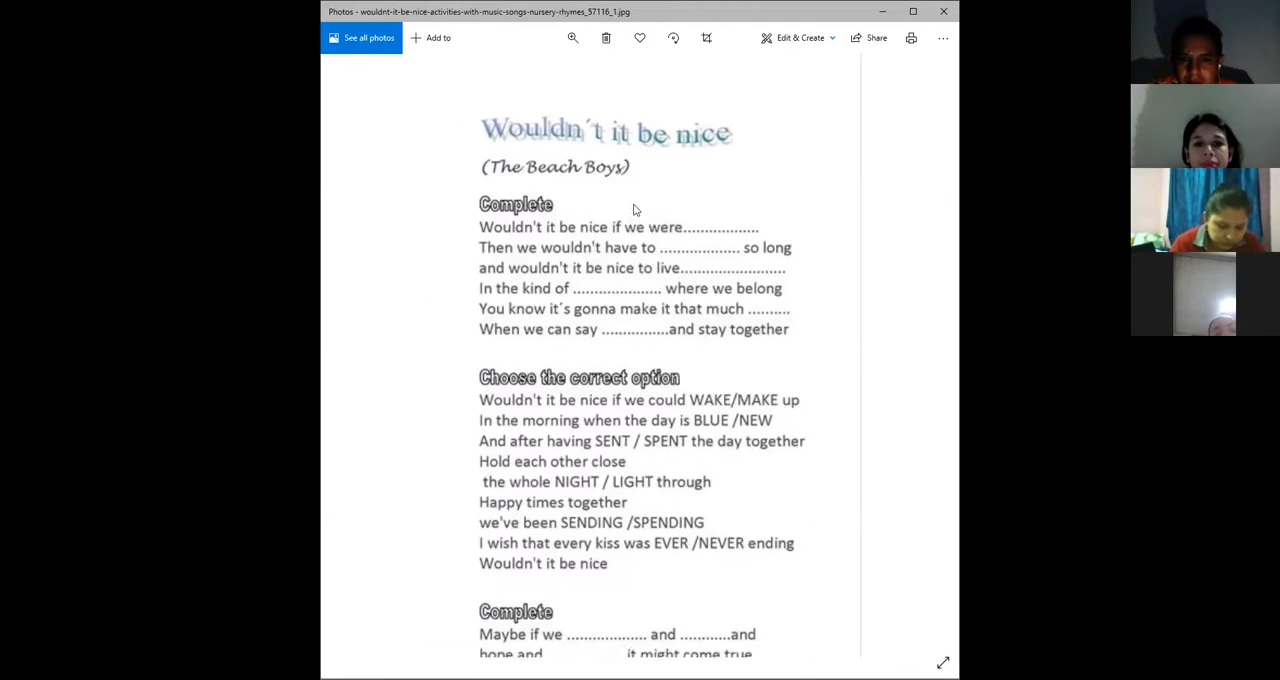 Photos - wouldnt-it-be-nice-activities-with-music-songs-nursery-rhymes_57116_1.jpg
See all photos
Add to
Edit & Create
Share
Wouldn´t it be nice
(The Beach Boys)
Complete
Wouldn't it be nice if we were..................
Then we wouldn't have to ................... so long
and wouldn't it be nice to live.........................
In the kind of ..................... where we belong
You know it´s gonna make it that much ..........
When we can say ................and stay together
Choose the correct option
Wouldn't it be nice if we could WAKE/MAKE up
In the morning when the day is BLUE /NEW
And after having SENT / SPENT the day together
Hold each other close
the whole NIGHT / LIGHT through
Happy times together
we've been SENDING /SPENDING
I wish that every kiss was EVER /NEVER ending
Wouldn't it be nice
Complete
Maybe if we ................... and ............and
hope and it might come true